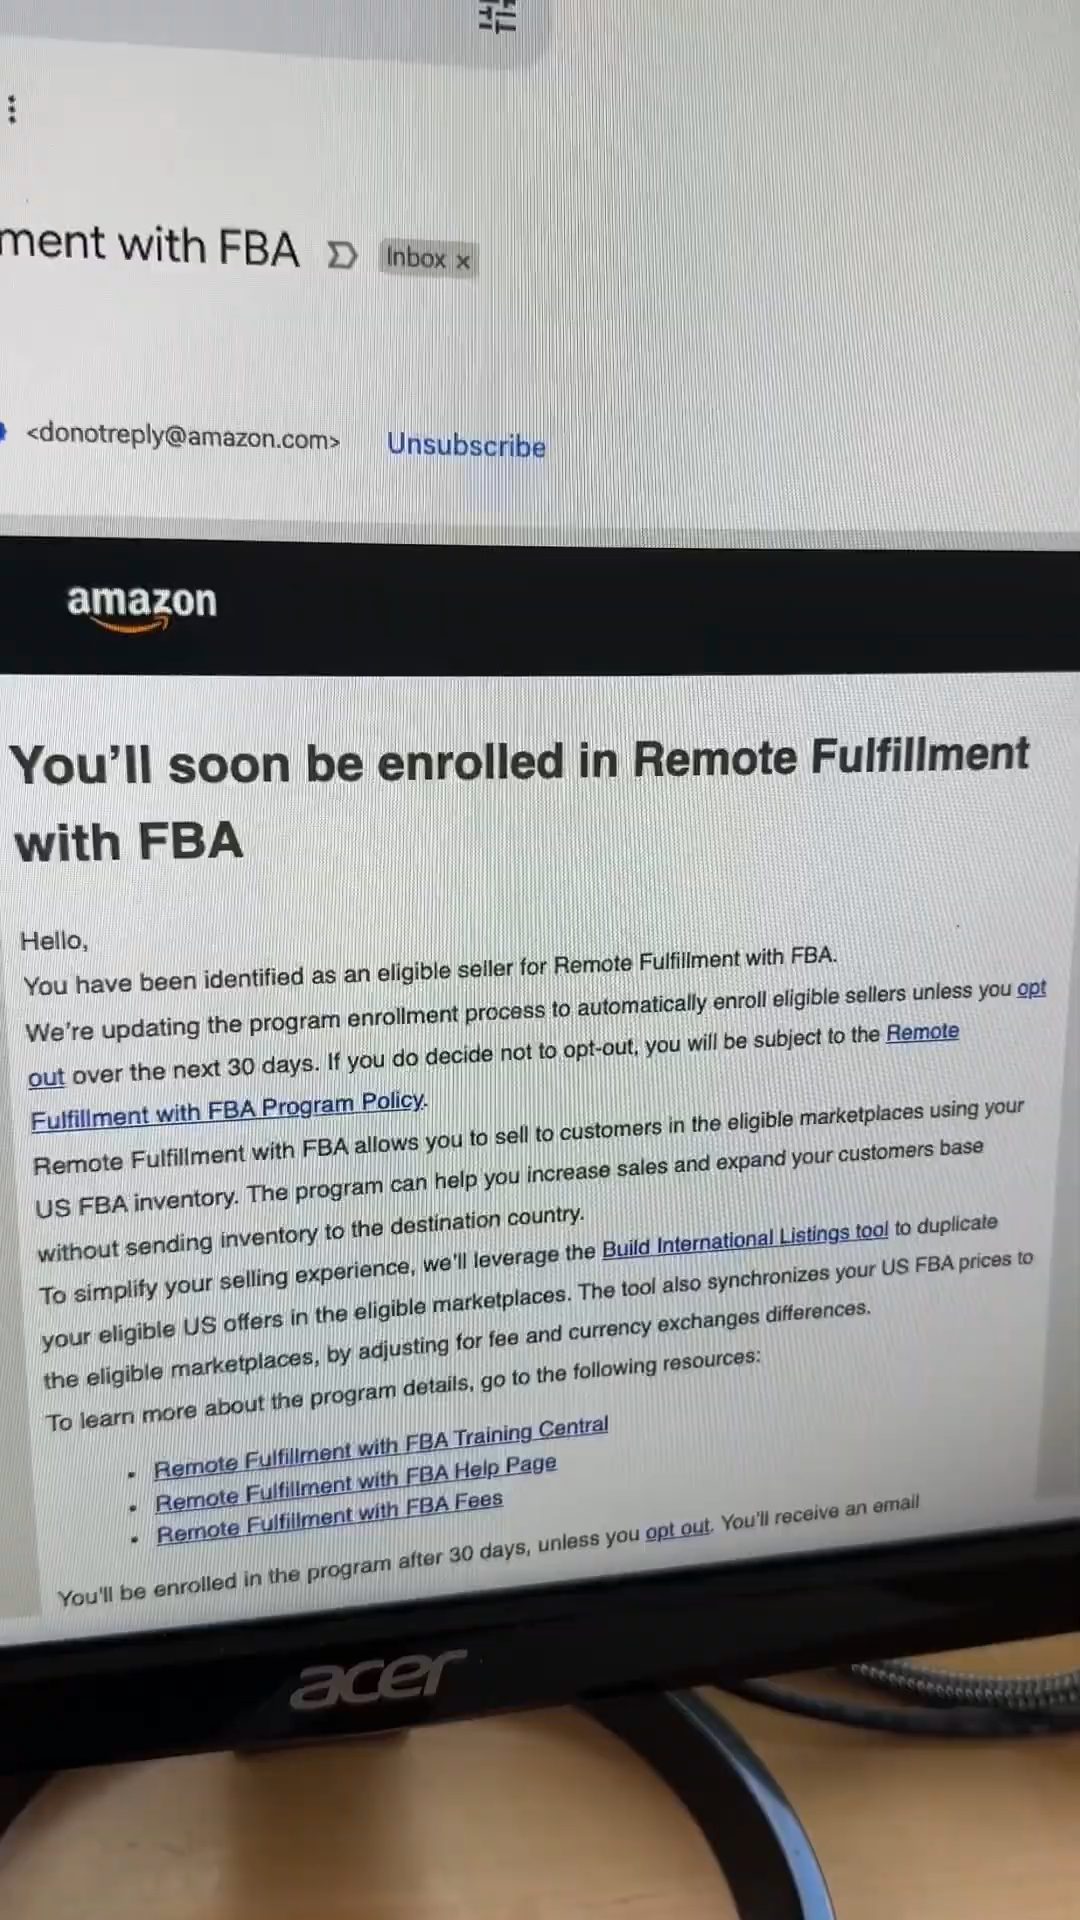 ment with FBA Inbox x
<donotreply@amazon.com> Unsubscribe
amazon
You'll soon be enrolled in Remote Fulfillment
with FBA
Hello,
You have been identified as an eligible seller for Remote Fulfillment with FBA.
We're updating the program enrollment process to automatically enroll eligible sellers unless you opt
out over the next 30 days. If you do decide not to opt-out, you will be subject to the Remote
Fulfillment with FBA Program Policy.
Remote Fulfillment with FBA allows you to sell to customers in the eligible marketplaces using your
US FBA inventory. The program can help you increase sales and expand your customers base
without sending inventory to the destination country.
To simplify your selling experience, we'll leverage the Build International Listings tool to duplicate
your eligible US offers in the eligible marketplaces. The tool also synchronizes your US FBA prices to
the eligible marketplaces, by adjusting for fee and currency exchanges differences.
To learn more about the program details, go to the following resources:
• Remote Fulfillment with FBA Training Central
• Remote Fulfillment with FBA Help Page
• Remote Fulfillment with FBA Fees
You'll be enrolled in the program after 30 days, unless you opt out. You'll receive an email
acer